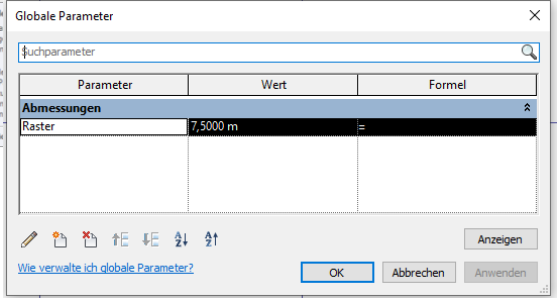 Globale Parameter
Suchparameter
Parameter Wert Formel
Abmessungen
Raster 7,5000 m =
Anzeigen
Wie verwalte ich globale Parameter?
OK Abbrechen Anwenden